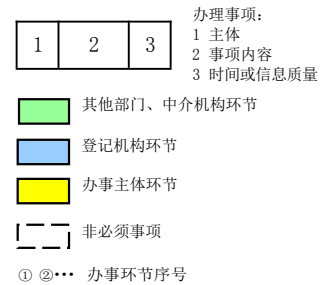 办理事项：
1 主体
2 事项内容
3 时间或信息质量
1 2 3
其他部门、中介机构环节
登记机构环节
办事主体环节
非必须事项
① ②… 办事环节序号